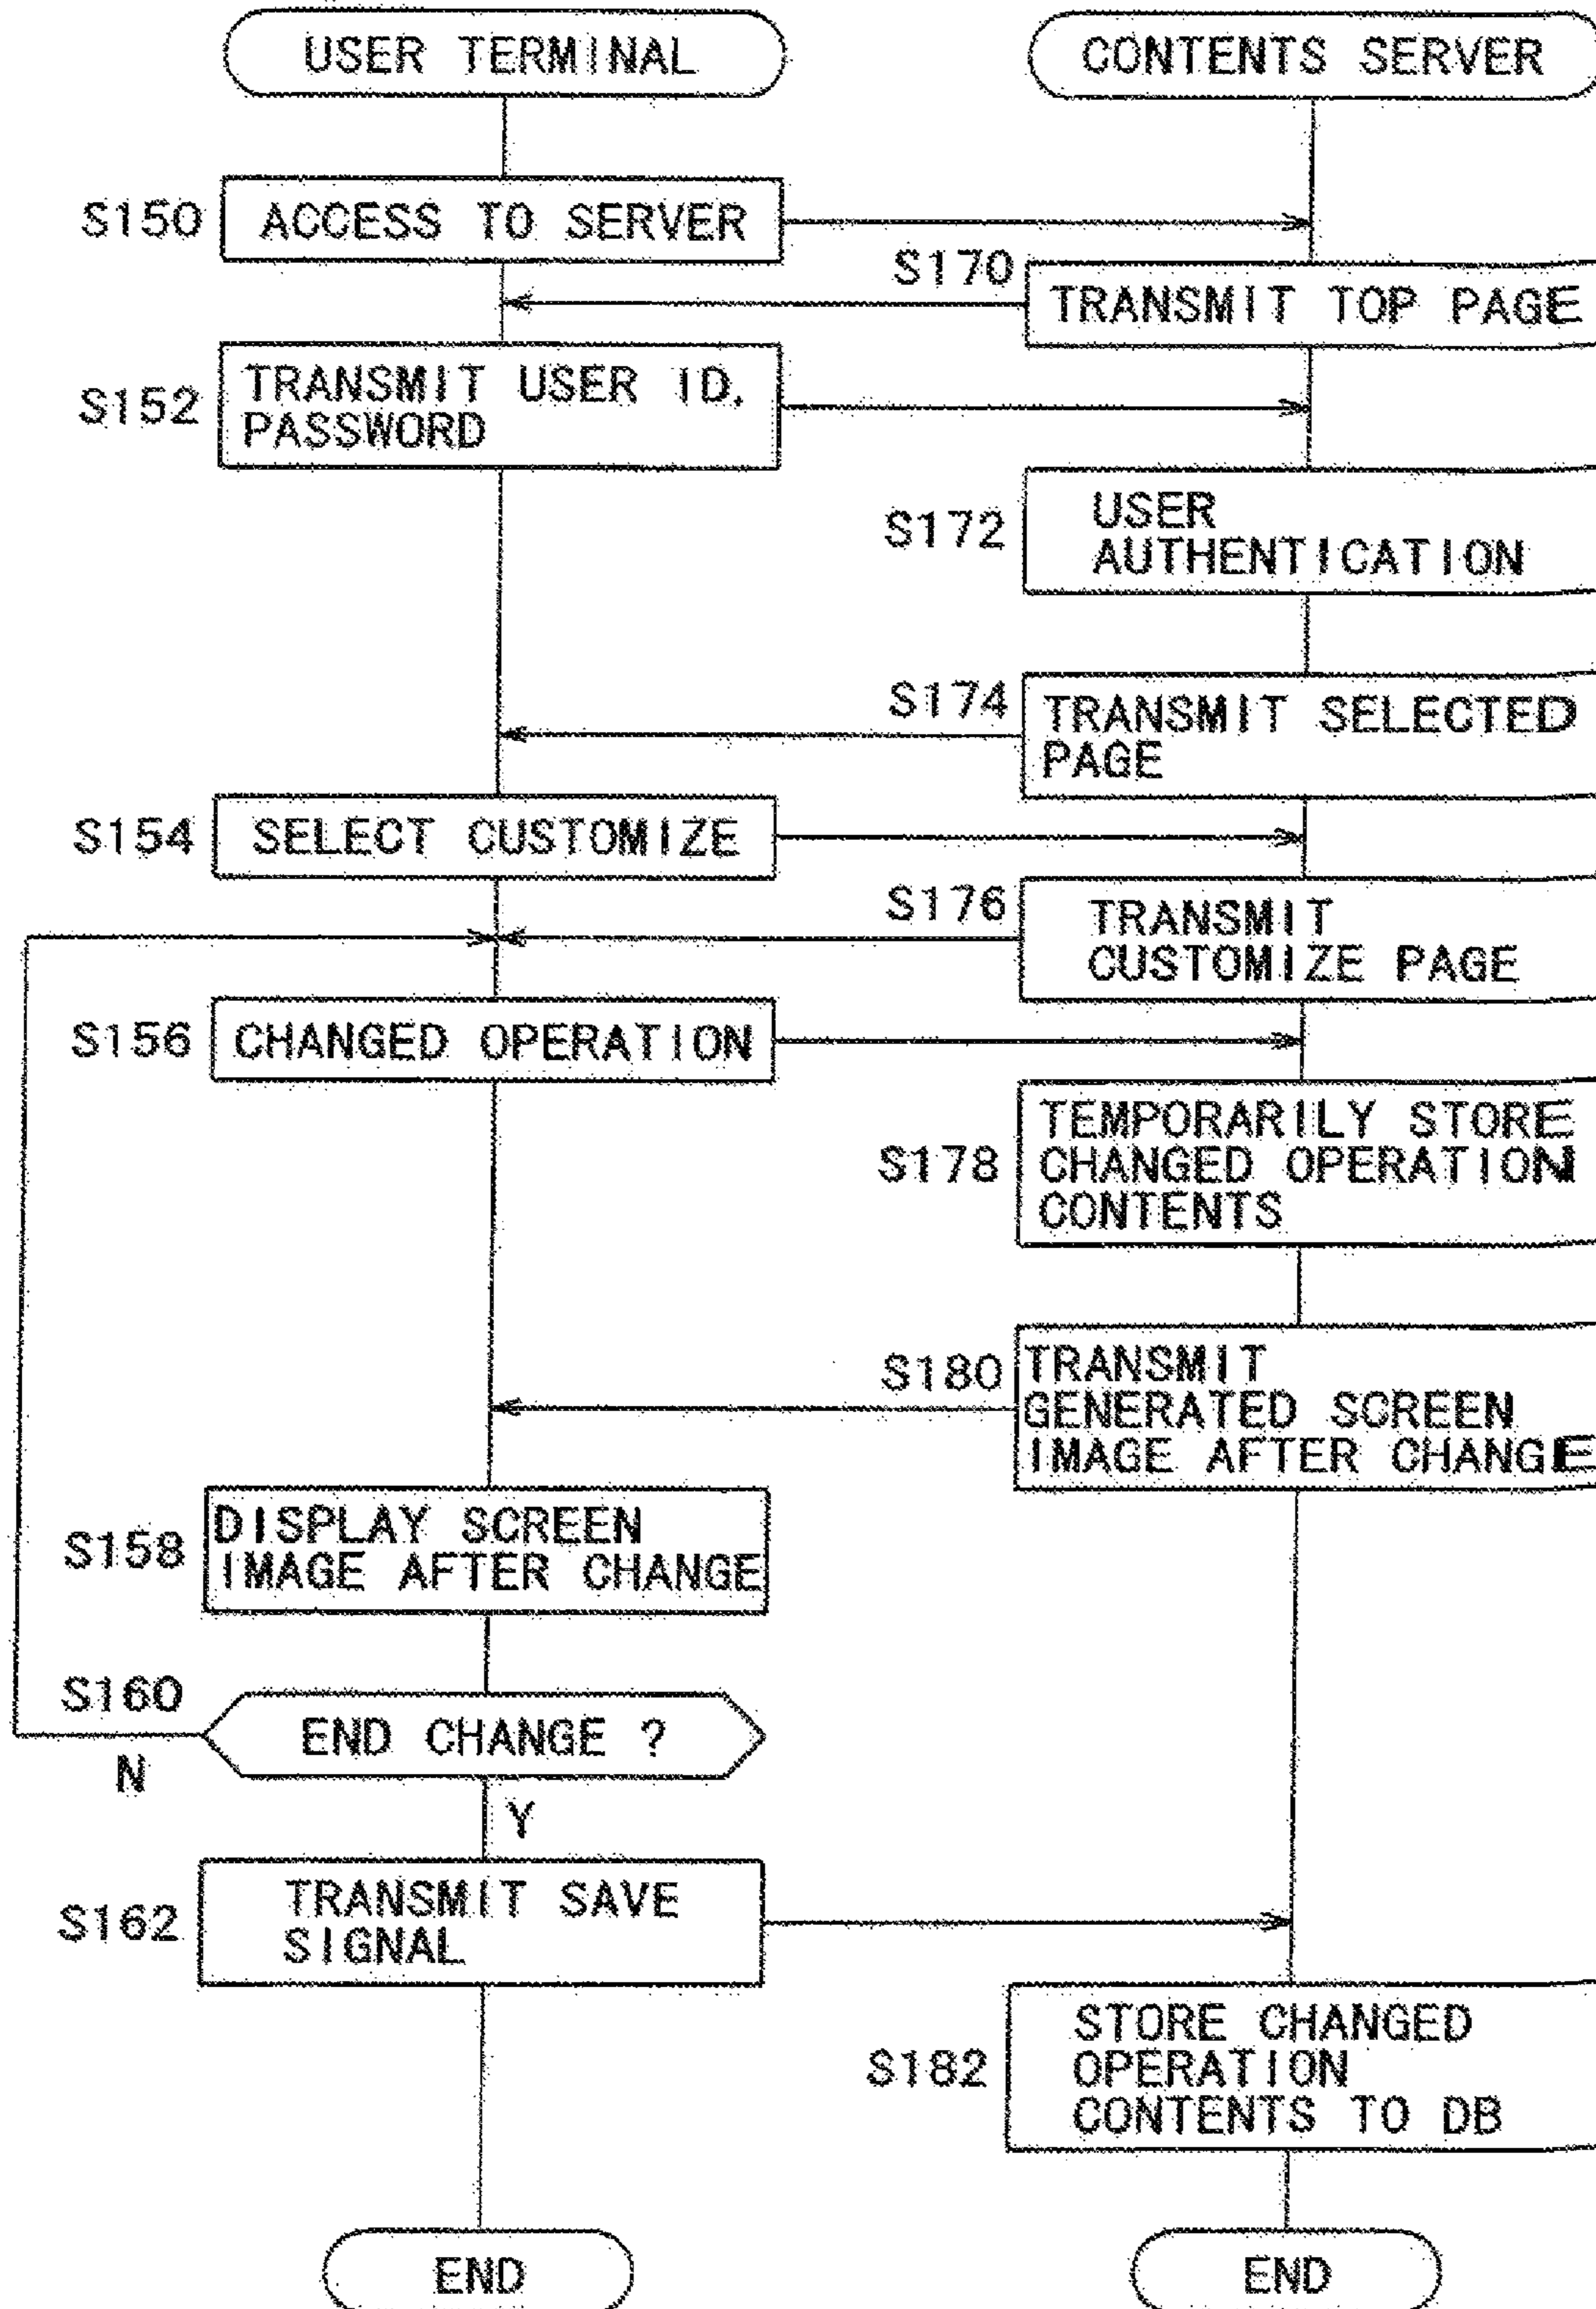 USER TERMINAL
CONTENTS SERVER
S150
ACCESS TO SERVER
S170
TRANSMIT TOP PAGE
S152
TRANSMIT USER ID,
PASSWORD
S172
USER
AUTHENTICATION
S174
TRANSMIT SELECTED
PAGE
S154
SELECT CUSTOMIZE
S176
TRANSMIT
CUSTOMIZE PAGE
S156
CHANGED OPERATION
S178
TEMPORARILY STORE
CHANGED OPERATION
CONTENTS
S180
TRANSMIT
GENERATED SCREEN
IMAGE AFTER CHANGE
S158
DISPLAY SCREEN
IMAGE AFTER CHANGE
S160
END CHANGE ?
N
Y
S162
TRANSMIT SAVE
SIGNAL
S182
STORE CHANGED
OPERATION
CONTENTS TO DB
END
END